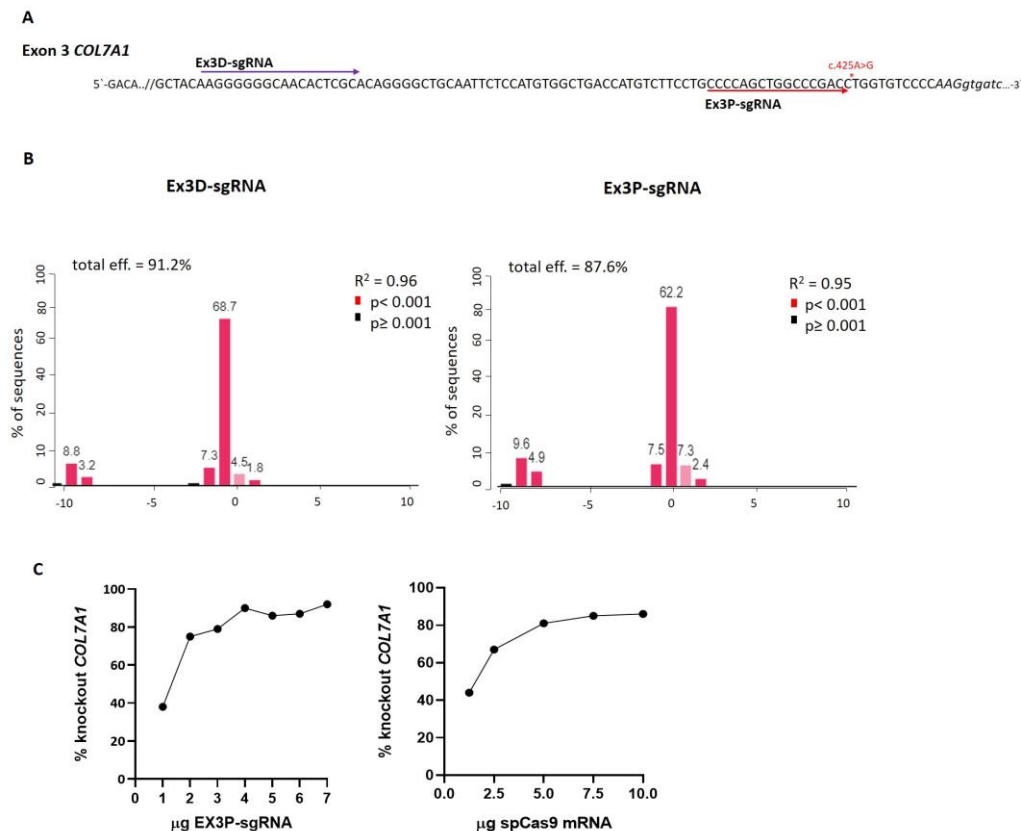 A
Exon 3 COL7A1
Ex3D-sgRNA
c.425A>G
*
5`-GACA..//GCTACAAGGGGGGGCAACACTCGCACAGGGGCTGCAATTCTCCATGTGGCTGACCATGTCTTCCTGCCCCAGCTGGCCCGACCTGGTGTCCCCAAGgtgatc...-3'
Ex3P-sgRNA
B
Ex3D-sgRNA
Ex3P-sgRNA
total eff. = 91.2%
R² = 0.96
p< 0.001
p≥ 0.001
% of sequences
100
80
60
40
20
10
0
8.8
3.2
7.3
68.7
4.5
1.8
-10
-5
0
5
10
total eff. = 87.6%
R² = 0.95
p< 0.001
p≥ 0.001
% of sequences
100
80
60
40
20
10
0
9.6
4.9
7.5
62.2
7.3
2.4
-10
-5
0
5
10
C
% knockout COL7A1
100
80
60
40
20
0
0 1 2 3 4 5 6 7
µg EX3P-sgRNA
% knockout COL7A1
100
80
60
40
20
0
0.0 2.5 5.0 7.5 10.0
µg spCas9 mRNA